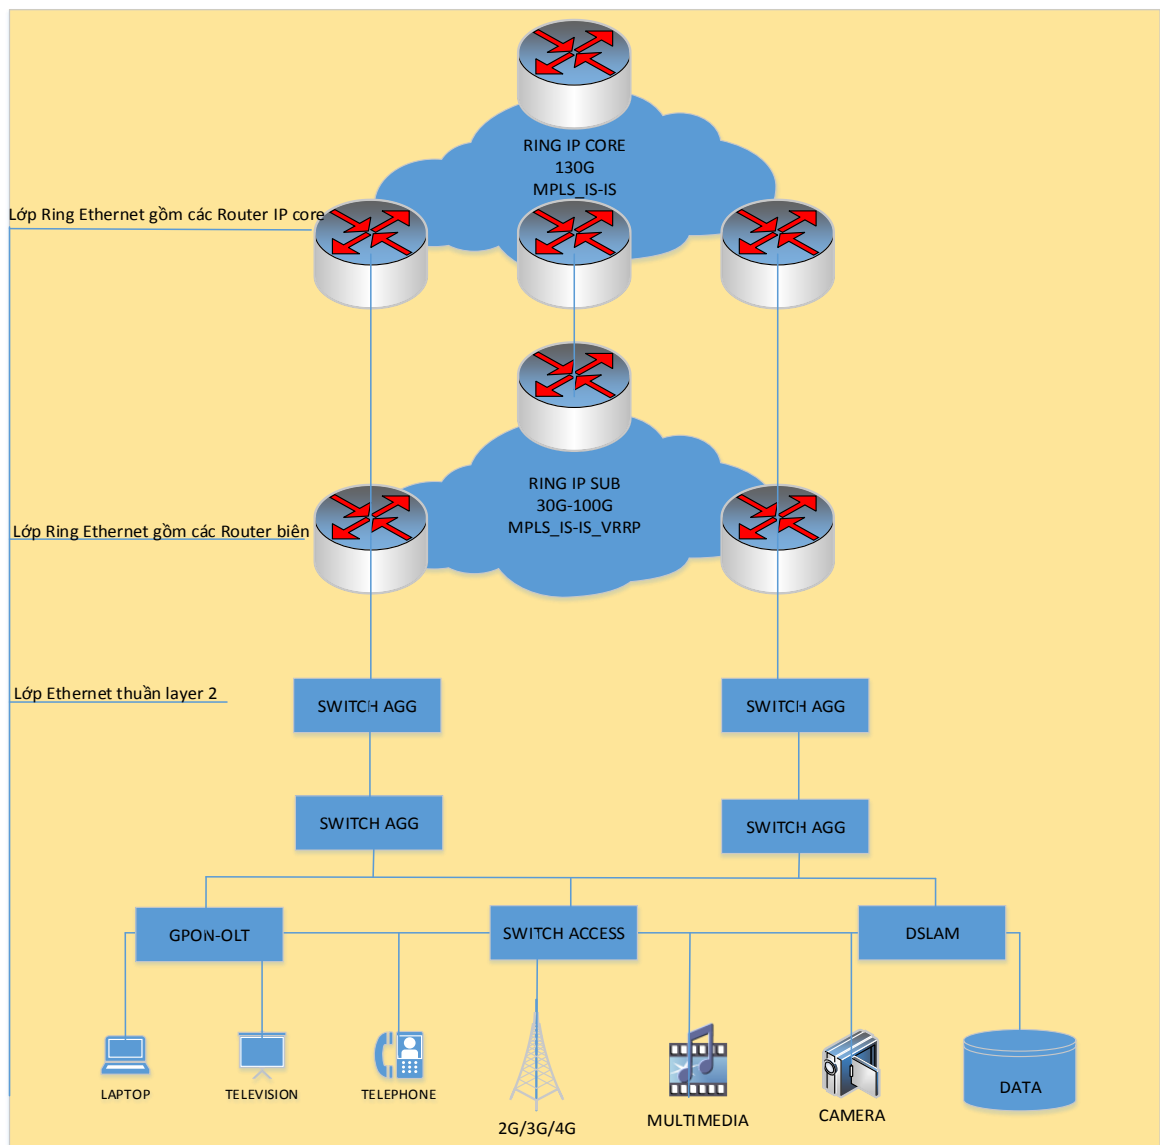 RING IP CORE
130G
MPLS_IS-IS
Lớp Ring Ethernet gồm các Router IP core
RING IP SUB
30G-100G
MPLS_IS-IS_VRRP
Lớp Ring Ethernet gồm các Router biên
Lớp Ethernet thuần layer 2
SWITCH AGG
SWITCH AGG
SWITCH AGG
SWITCH AGG
GPON-OLT
SWITCH ACCESS
DSLAM
LAPTOP
TELEVISION
TELEPHONE
2G/3G/4G
MULTIMEDIA
CAMERA
DATA